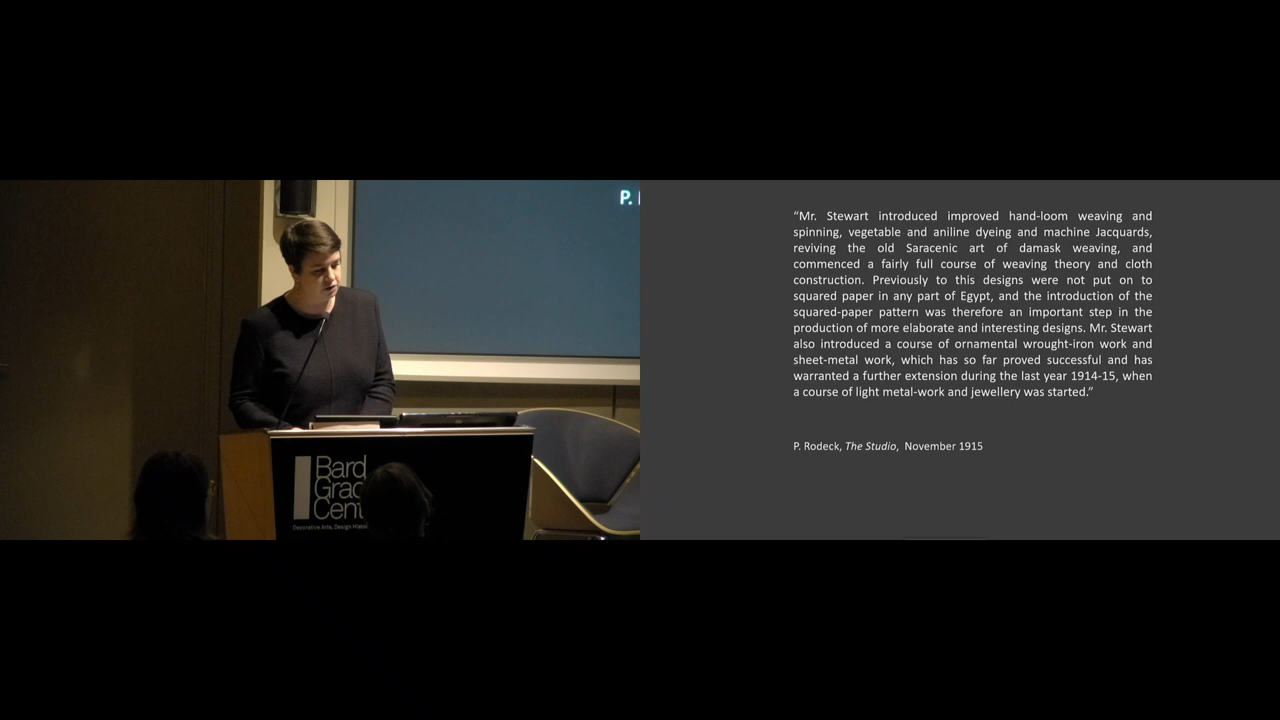 P.
Bard
Grad
Cent
Decorative Arts, Design Histo
“Mr. Stewart introduced improved hand-loom weaving and
spinning, vegetable and aniline dyeing and machine Jacquards,
reviving the old Saracenic art of damask weaving, and
commenced a fairly full course of weaving theory and cloth
construction. Previously to this designs were not put on to
squared paper in any part of Egypt, and the introduction of the
squared-paper pattern was therefore an important step in the
production of more elaborate and interesting designs. Mr. Stewart
also introduced a course of ornamental wrought-iron work and
sheet-metal work, which has so far proved successful and has
warranted a further extension during the last year 1914-15, when
a course of light metal-work and jewellery was started.”
P. Rodeck, The Studio, November 1915